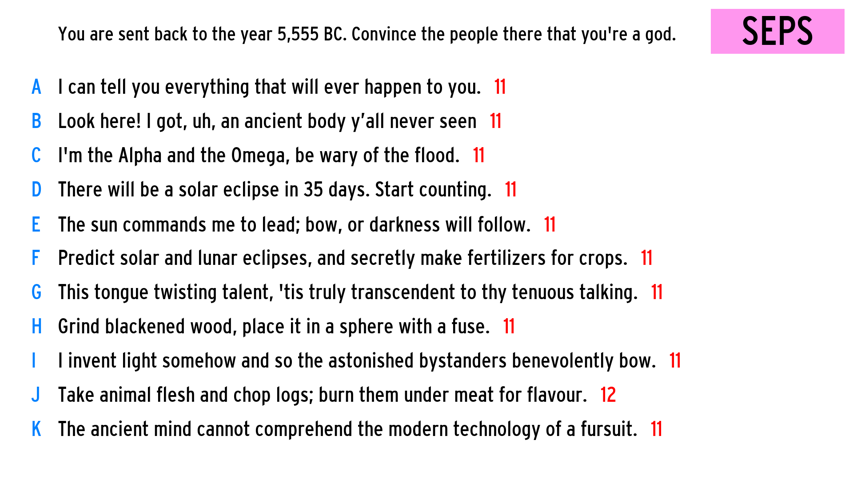 You are sent back to the year 5,555 BC. Convince the people there that you're a god.
SEPS
A I can tell you everything that will ever happen to you. 11
B Look here! I got, uh, an ancient body y’all never seen 11
C I'm the Alpha and the Omega, be wary of the flood. 11
D There will be a solar eclipse in 35 days. Start counting. 11
E The sun commands me to lead; bow, or darkness will follow. 11
F Predict solar and lunar eclipses, and secretly make fertilizers for crops. 11
G This tongue twisting talent, 'tis truly transcendent to thy tenuous talking. 11
H Grind blackened wood, place it in a sphere with a fuse. 11
I I invent light somehow and so the astonished bystanders benevolently bow. 11
J Take animal flesh and chop logs; burn them under meat for flavour. 12
K The ancient mind cannot comprehend the modern technology of a fursuit. 11